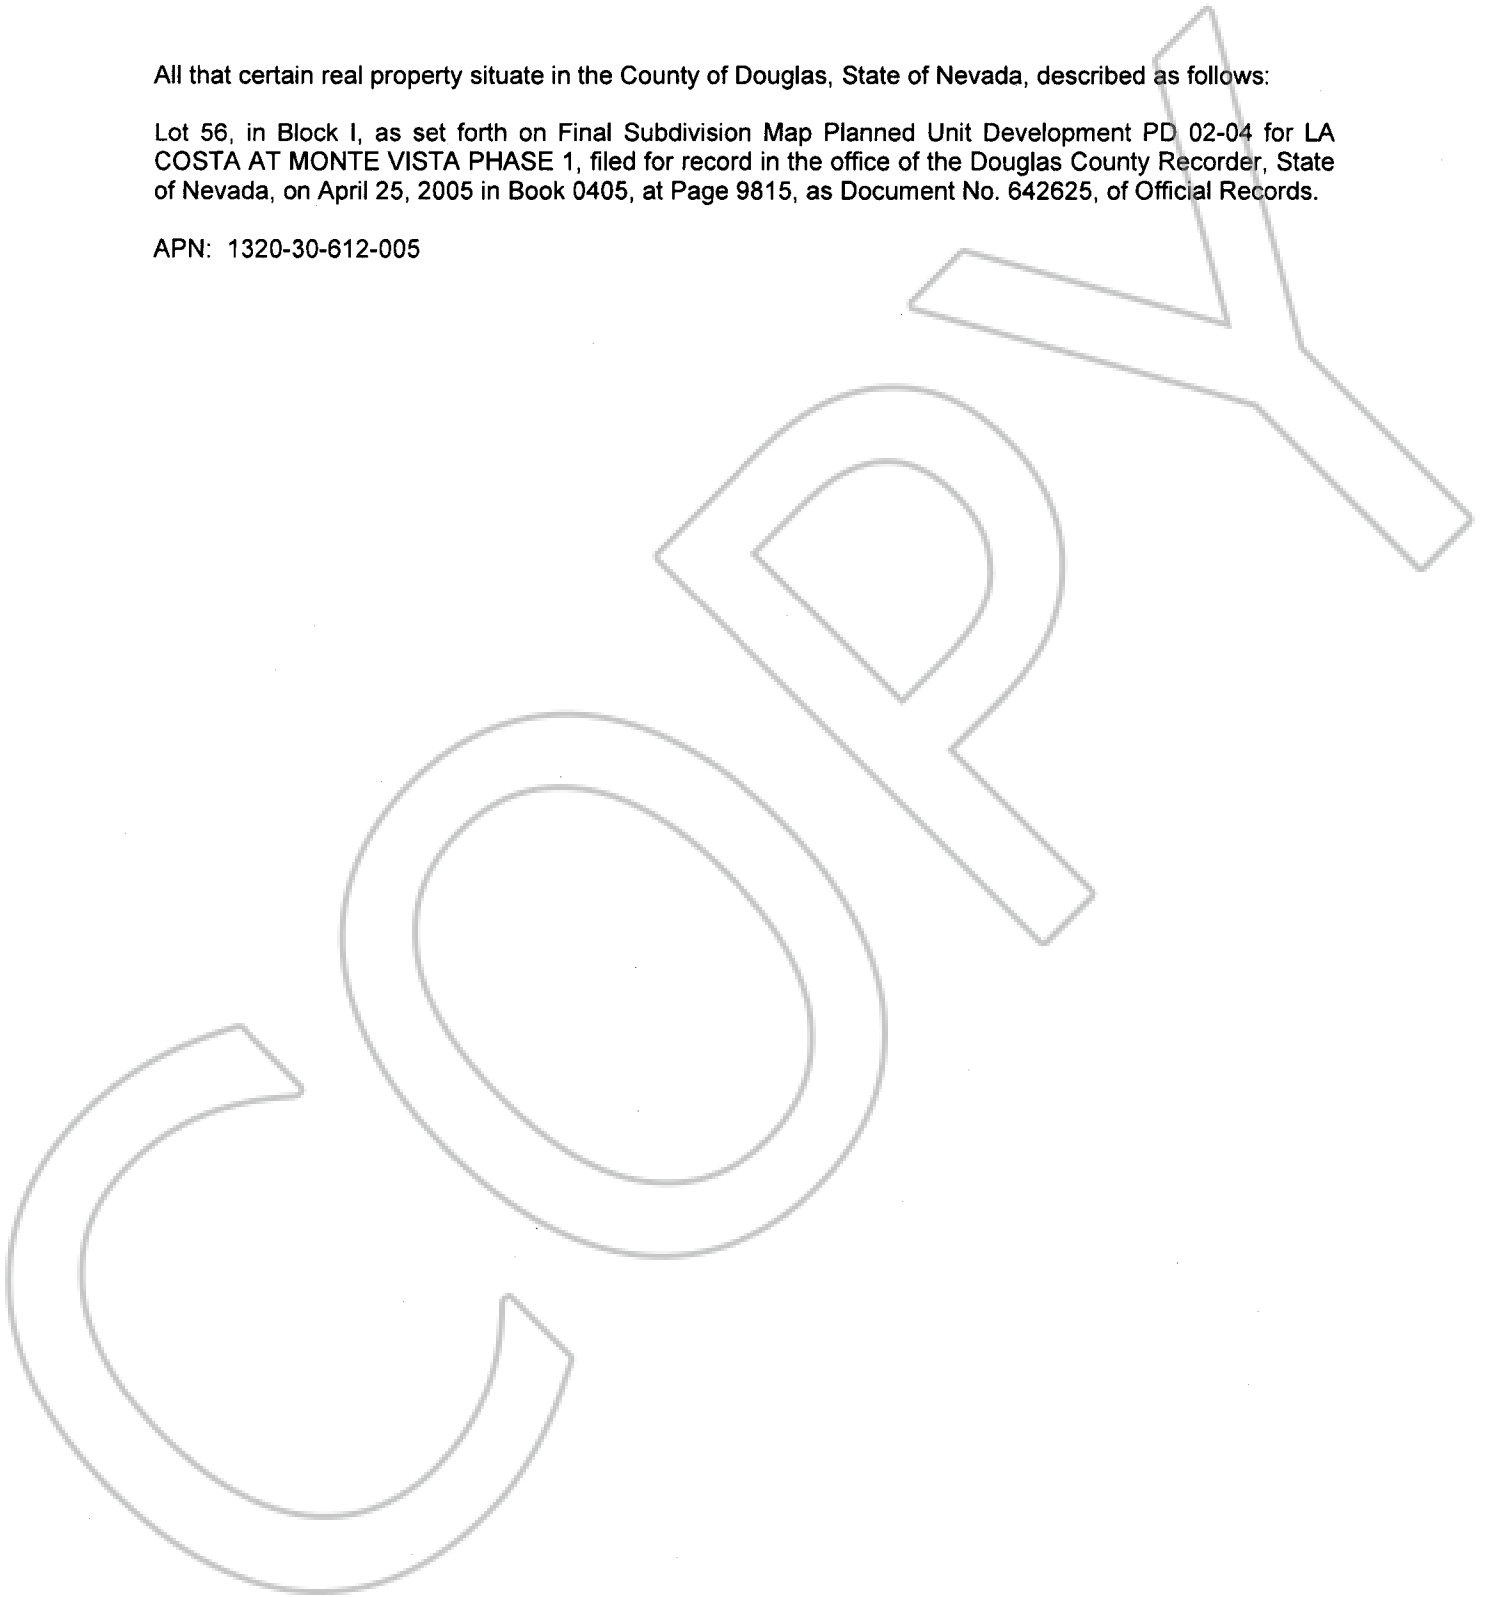 All that certain real property situate in the County of Douglas, State of Nevada, described as follows:
Lot 56, in Block I, as set forth on Final Subdivision Map Planned Unit Development PD 02-04 for LA
COSTA AT MONTE VISTA PHASE 1, filed for record in the office of the Douglas County Recorder, State
of Nevada, on April 25, 2005 in Book 0405, at Page 9815, as Document No. 642625, of Official Records.
APN: 1320-30-612-005
COPY